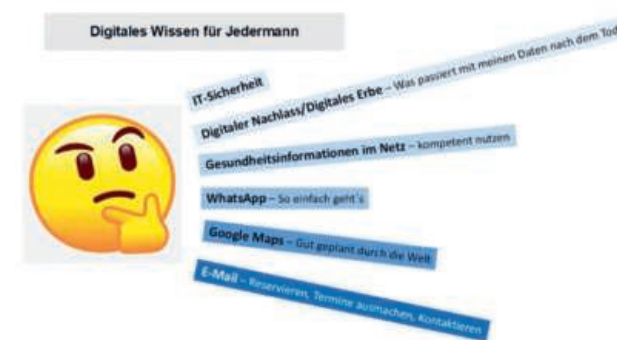 Digitales Wissen für Jedermann
IT-Sicherheit
Digitaler Nachlass/Digitales Erbe – Was passiert mit meinen Daten nach dem Tod
Gesundheitsinformationen im Netz – kompetent nutzen
WhatsApp – So einfach geht´s
Google Maps – Gut geplant durch die Welt
E-Mail – Reservieren, Termine ausmachen, Kontaktieren